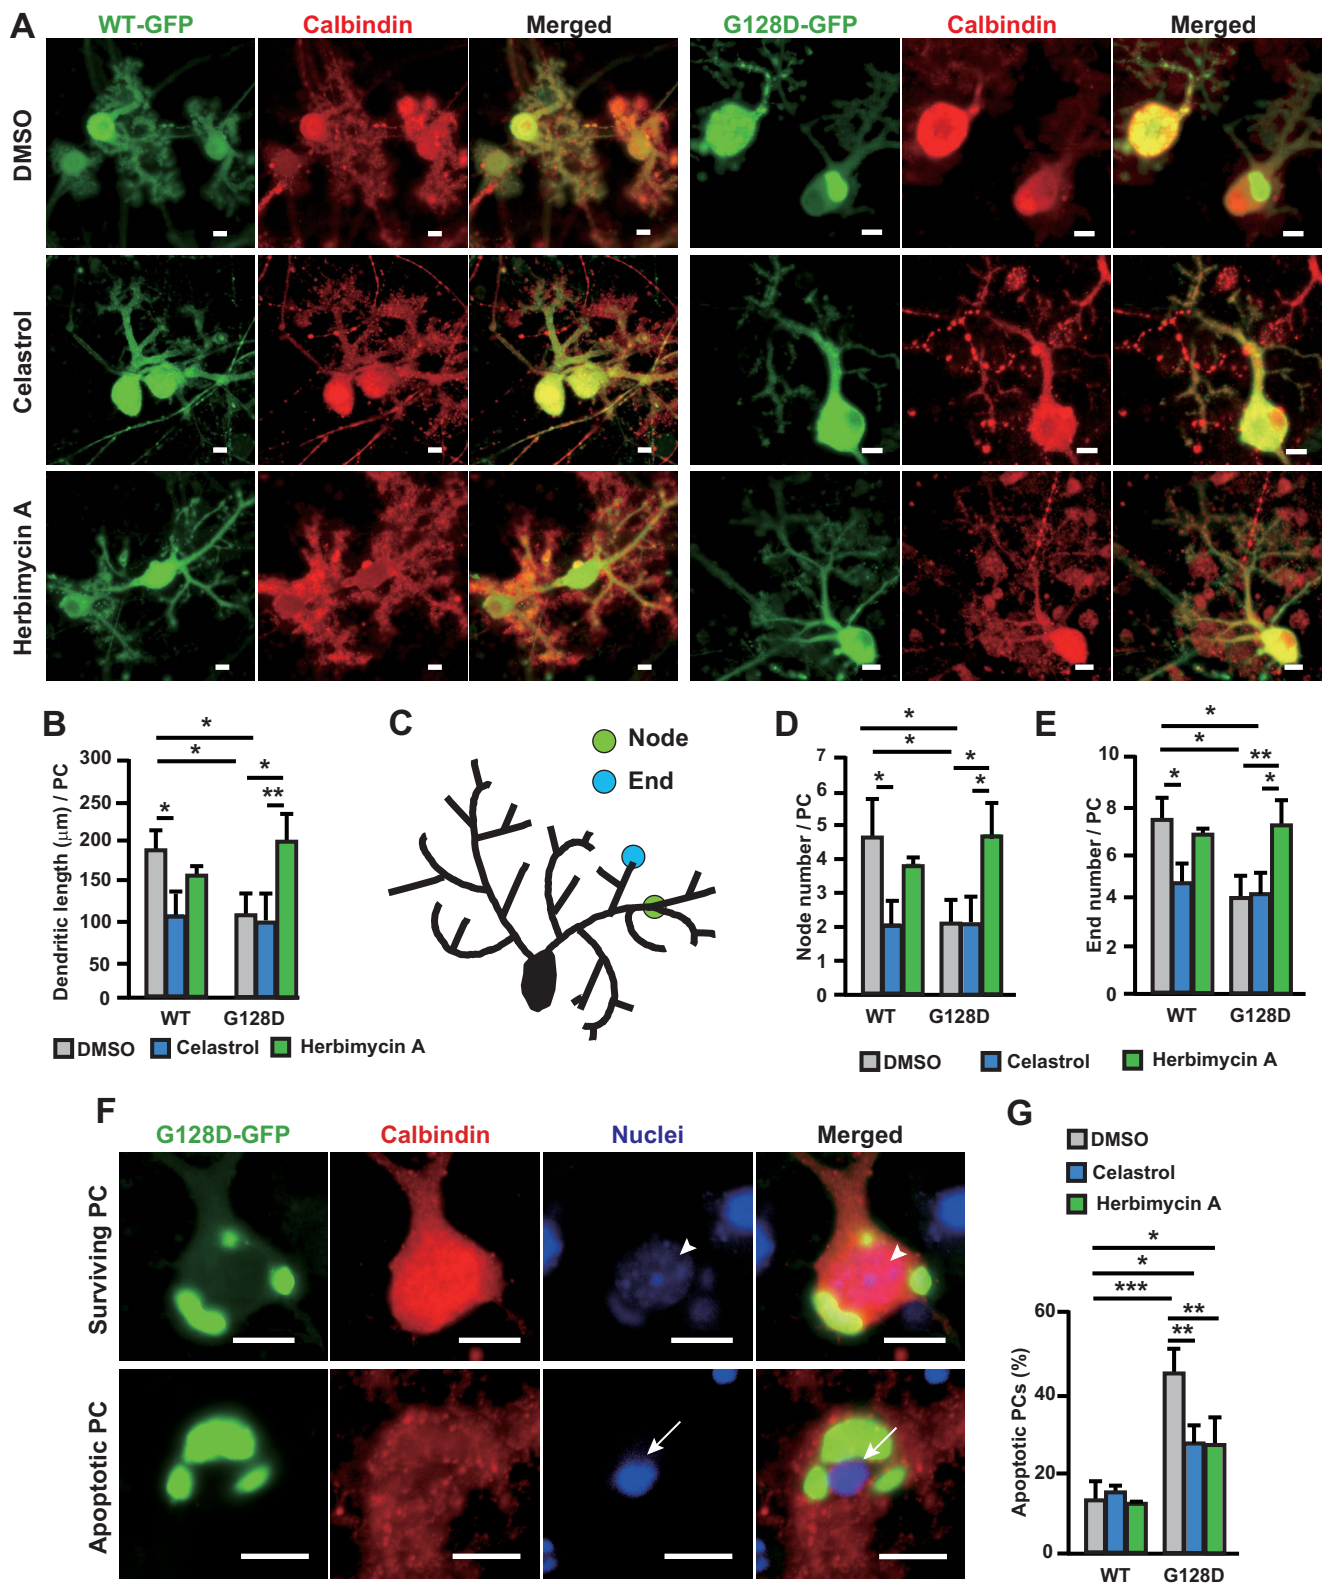 A
WT-GFP Calbindin Merged G128D-GFP Calbindin Merged
DMSO
Celastrol
Herbimycin A
B
Dendritic length (μm) / PC
300
250
200
150
100
50
0
* * * * **
WT G128D
DMSO Celastrol Herbimycin A
C
Node
End
D
Node number / PC
7
6
5
4
3
2
1
0
* * * * *
WT G128D
E
End number / PC
10
8
6
4
2
0
* * * ** *
WT G128D
DMSO Celastrol Herbimycin A
F
G128D-GFP Calbindin Nuclei Merged
Surviving PC
Apoptotic PC
G
DMSO
Celastrol
Herbimycin A
*
*
***
**
**
Apoptotic PCs (%)
60
40
20
0
WT G128D